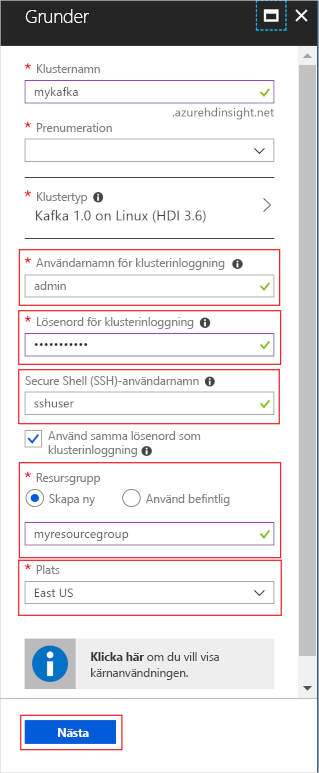 Grunder
* Klusternamn
mykafka
.azurehdinsight.net
* Prenumeration
* Klustertyp
Kafka 1.0 on Linux (HDI 3.6)
* Användarnamn för klusterinloggning
admin
* Lösenord för klusterinloggning
•••••••••••
Secure Shell (SSH)-användarnamn
sshuser
Använd samma lösenord som
klusterinloggning
* Resursgrupp
Skapa ny Använd befintlig
myresourcegroup
* Plats
East US
Klicka här om du vill visa
kärnanvändningen.
Nästa